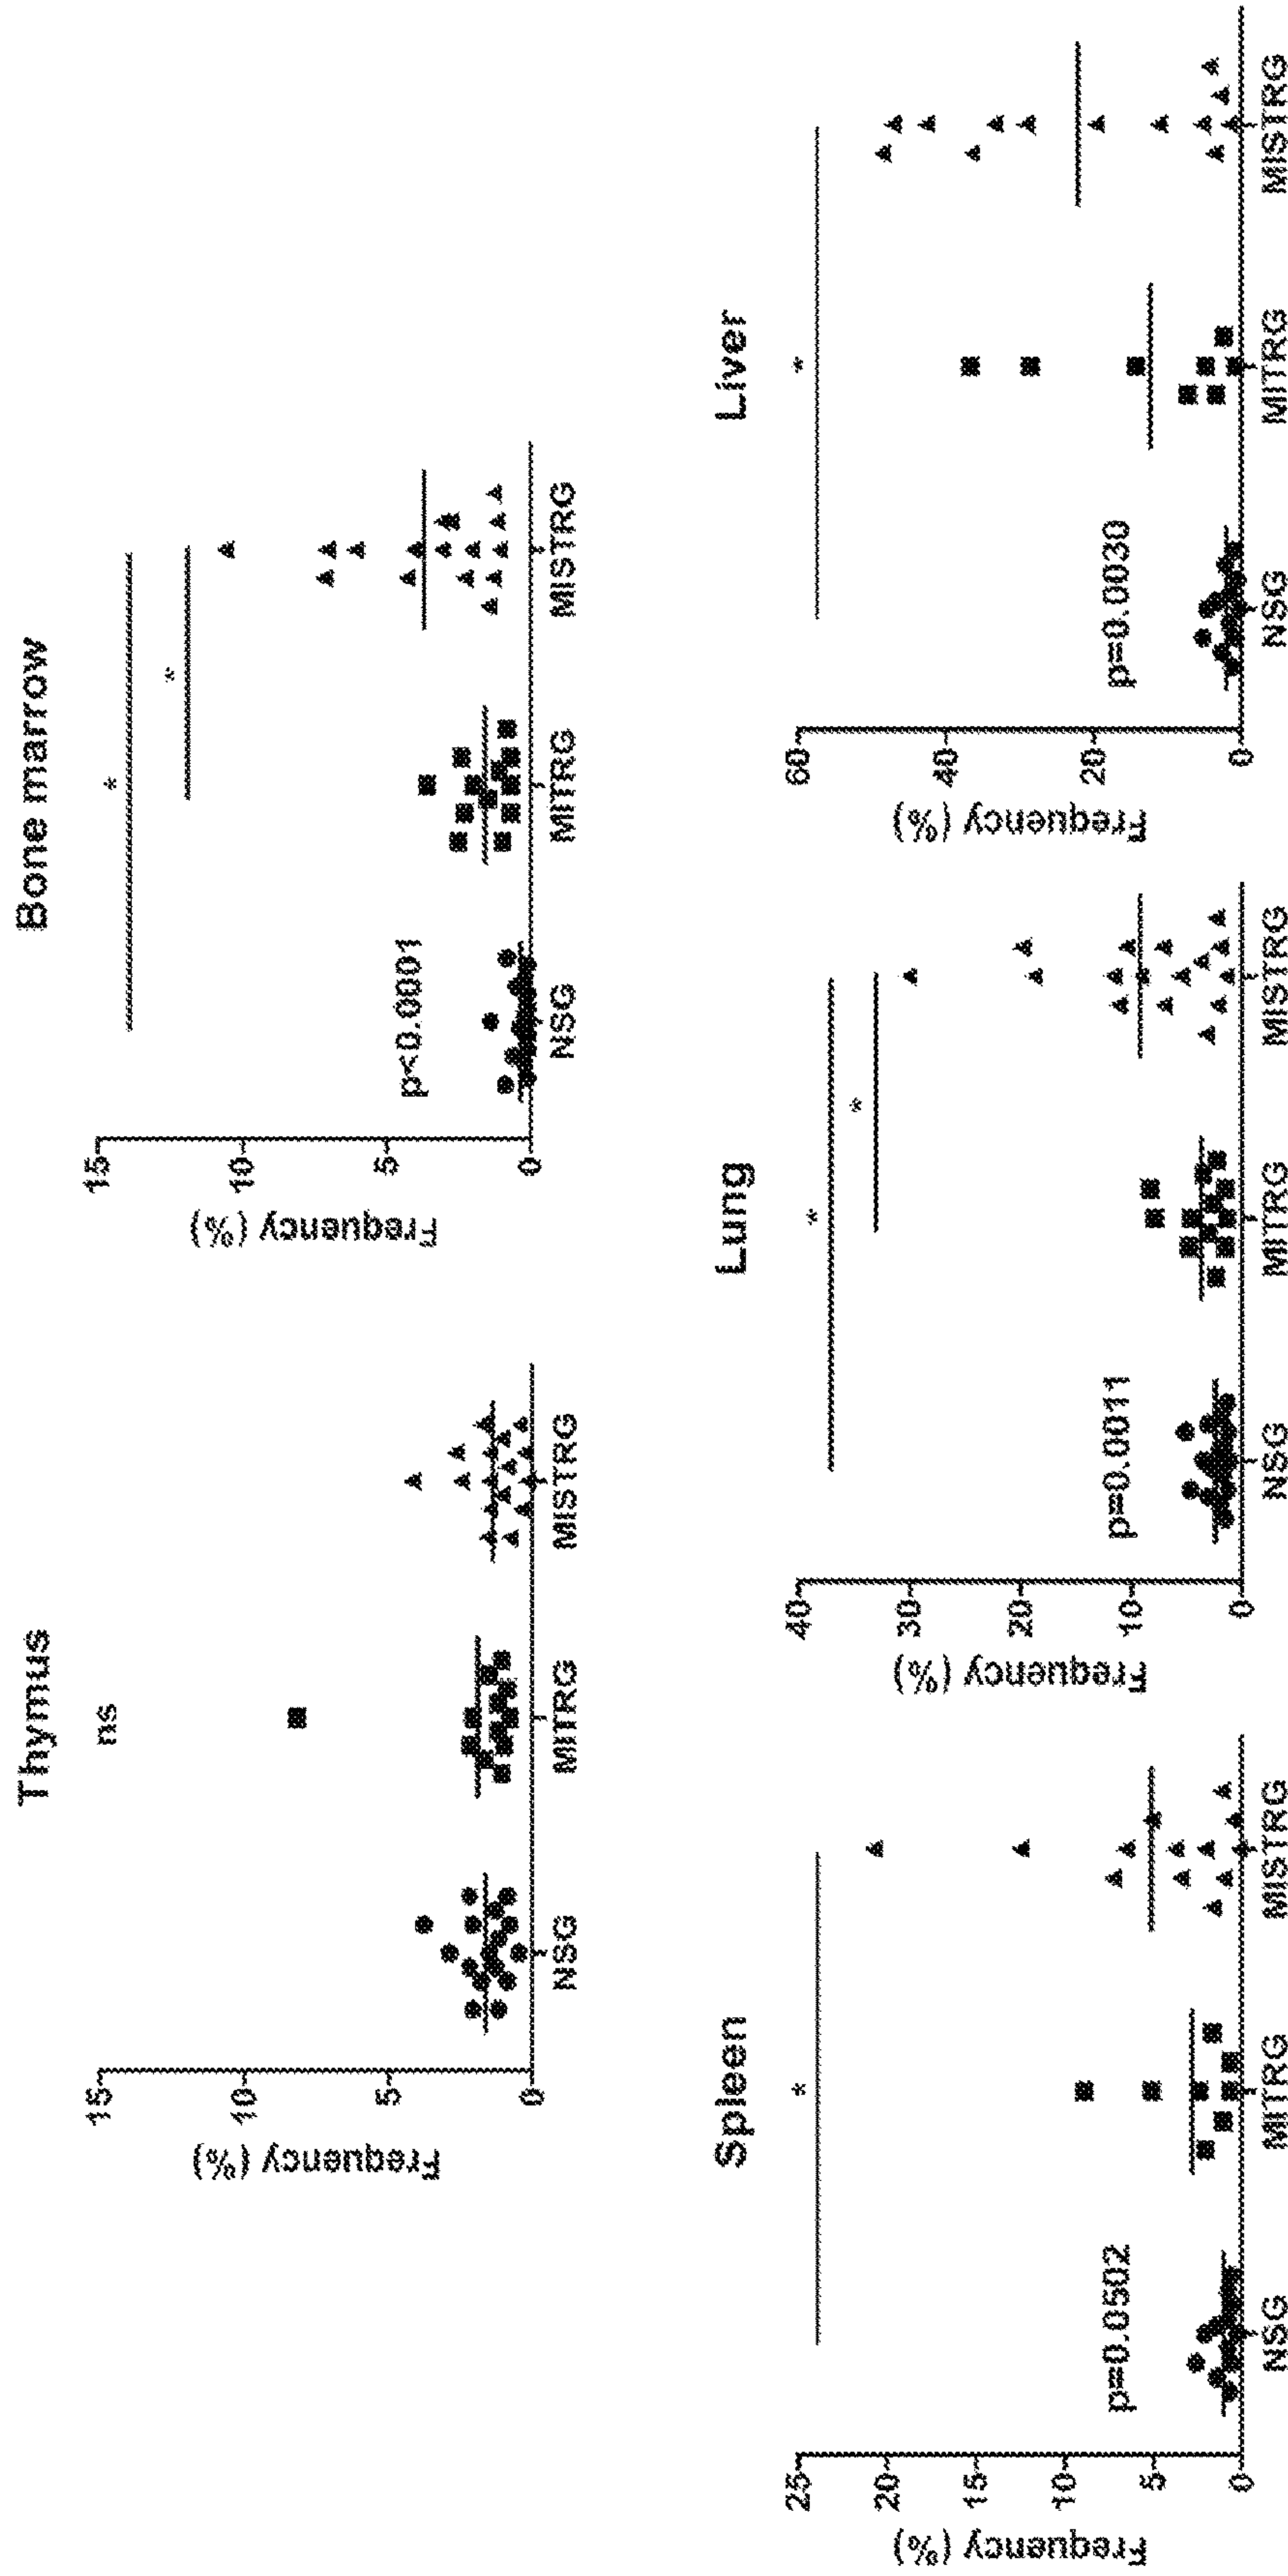 Thymus
ns
Frequency (%)
15
10
5
0
NSG
MITRG
MISTRG
Bone marrow
*
*
p<0.0001
Frequency (%)
15
10
5
0
NSG
MITRG
MISTRG
Spleen
*
p=0.0502
Frequency (%)
25
20
15
10
5
0
NSG
MITRG
MISTRG
Lung
*
*
p=0.0011
Frequency (%)
40
30
20
10
0
NSG
MITRG
MISTRG
Liver
*
p=0.0030
Frequency (%)
60
40
20
0
NSG
MITRG
MISTRG